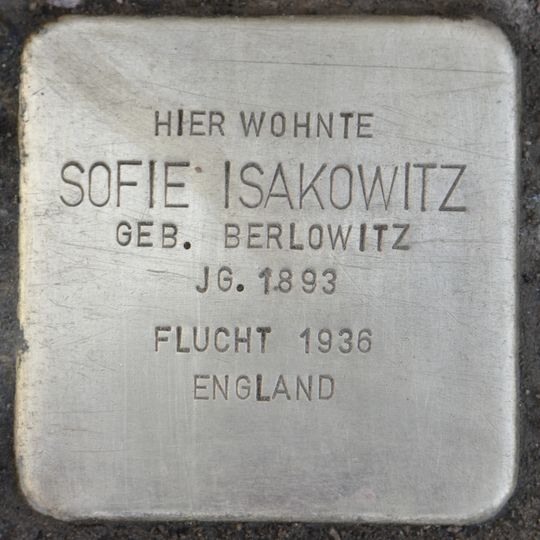 HIER WOHNTE
SOFIE ISAKOWITZ
GEB. BERLOWITZ
JG. 1893
FLUCHT 1936
ENGLAND